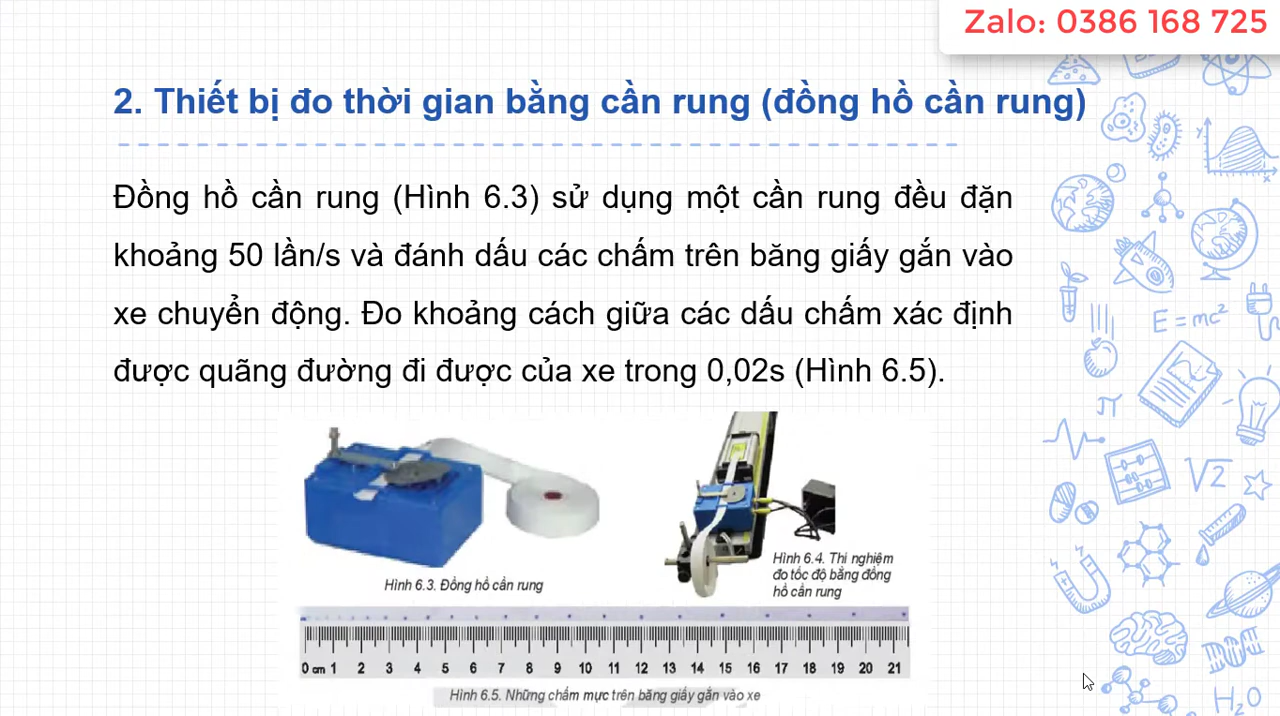 Zalo: 0386 168 725
2. Thiết bị đo thời gian bằng cần rung (đồng hồ cần rung)
Đồng hồ cần rung (Hình 6.3) sử dụng một cần rung đều đặn
khoảng 50 lần/s và đánh dấu các chấm trên băng giấy gắn vào
xe chuyển động. Đo khoảng cách giữa các dấu chấm xác định
được quãng đường đi được của xe trong 0,02s (Hình 6.5).
Hình 6.3. Đồng hồ cần rung
Hình 6.4. Thí nghiệm
đo tốc độ bằng đồng
hồ cần rung
0 cm 1 2 3 4 5 6 7 8 9 10 11 12 13 14 15 16 17 18 19 20 21
Hình 6.5. Những chấm mực trên băng giấy gắn vào xe
y
x
E=mc²
π
√2
H₂O